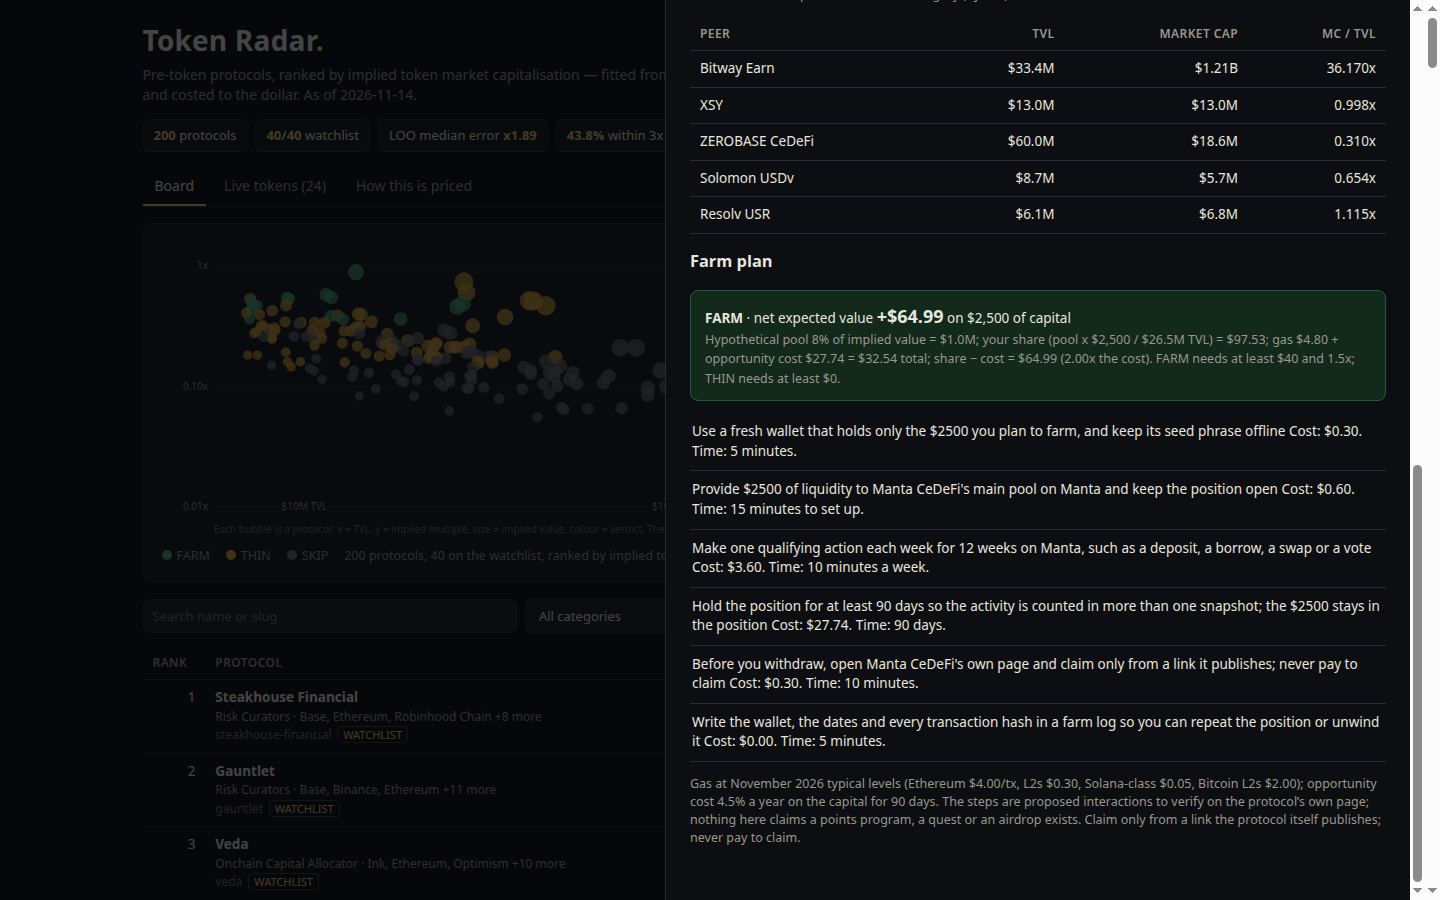 Token Radar.
Pre-token protocols, ranked by implied token market capitalisation — fitted from
and costed to the dollar. As of 2026-11-14.
200 protocols
40/40 watchlist
LOO median error x1.89
43.8% within 3x
Board
Live tokens (24)
How this is priced
1x
0.10x
0.01x
$10M TVL
Each bubble is a protocol: x = TVL, y = implied multiple, size = implied value, colour = verdict. The
FARM
THIN
SKIP
200 protocols, 40 on the watchlist, ranked by implied to
Search name or slug
All categories
RANK PROTOCOL
1 Steakhouse Financial
Risk Curators · Base, Ethereum, Robinhood Chain +8 more
steakhouse-financial WATCHLIST
2 Gauntlet
Risk Curators · Base, Binance, Ethereum +11 more
gauntlet WATCHLIST
3 Veda
Onchain Capital Allocator · Ink, Ethereum, Optimism +10 more
veda WATCHLIST
PEER TVL MARKET CAP MC / TVL
Bitway Earn $33.4M $1.21B 36.170x
XSY $13.0M $13.0M 0.998x
ZEROBASE CeDeFi $60.0M $18.6M 0.310x
Solomon USDv $8.7M $5.7M 0.654x
Resolv USR $6.1M $6.8M 1.115x
Farm plan
FARM · net expected value +$64.99 on $2,500 of capital
Hypothetical pool 8% of implied value = $1.0M; your share (pool x $2,500 / $26.5M TVL) = $97.53; gas $4.80 +
opportunity cost $27.74 = $32.54 total; share − cost = $64.99 (2.00x the cost). FARM needs at least $40 and 1.5x;
THIN needs at least $0.
Use a fresh wallet that holds only the $2500 you plan to farm, and keep its seed phrase offline Cost: $0.30.
Time: 5 minutes.
Provide $2500 of liquidity to Manta CeDeFi's main pool on Manta and keep the position open Cost: $0.60.
Time: 15 minutes to set up.
Make one qualifying action each week for 12 weeks on Manta, such as a deposit, a borrow, a swap or a vote
Cost: $3.60. Time: 10 minutes a week.
Hold the position for at least 90 days so the activity is counted in more than one snapshot; the $2500 stays in
the position Cost: $27.74. Time: 90 days.
Before you withdraw, open Manta CeDeFi's own page and claim only from a link it publishes; never pay to
claim Cost: $0.30. Time: 10 minutes.
Write the wallet, the dates and every transaction hash in a farm log so you can repeat the position or unwind
it Cost: $0.00. Time: 5 minutes.
Gas at November 2026 typical levels (Ethereum $4.00/tx, L2s $0.30, Solana-class $0.05, Bitcoin L2s $2.00); opportunity
cost 4.5% a year on the capital for 90 days. The steps are proposed interactions to verify on the protocol’s own page;
nothing here claims a points program, a quest or an airdrop exists. Claim only from a link the protocol itself publishes;
never pay to claim.